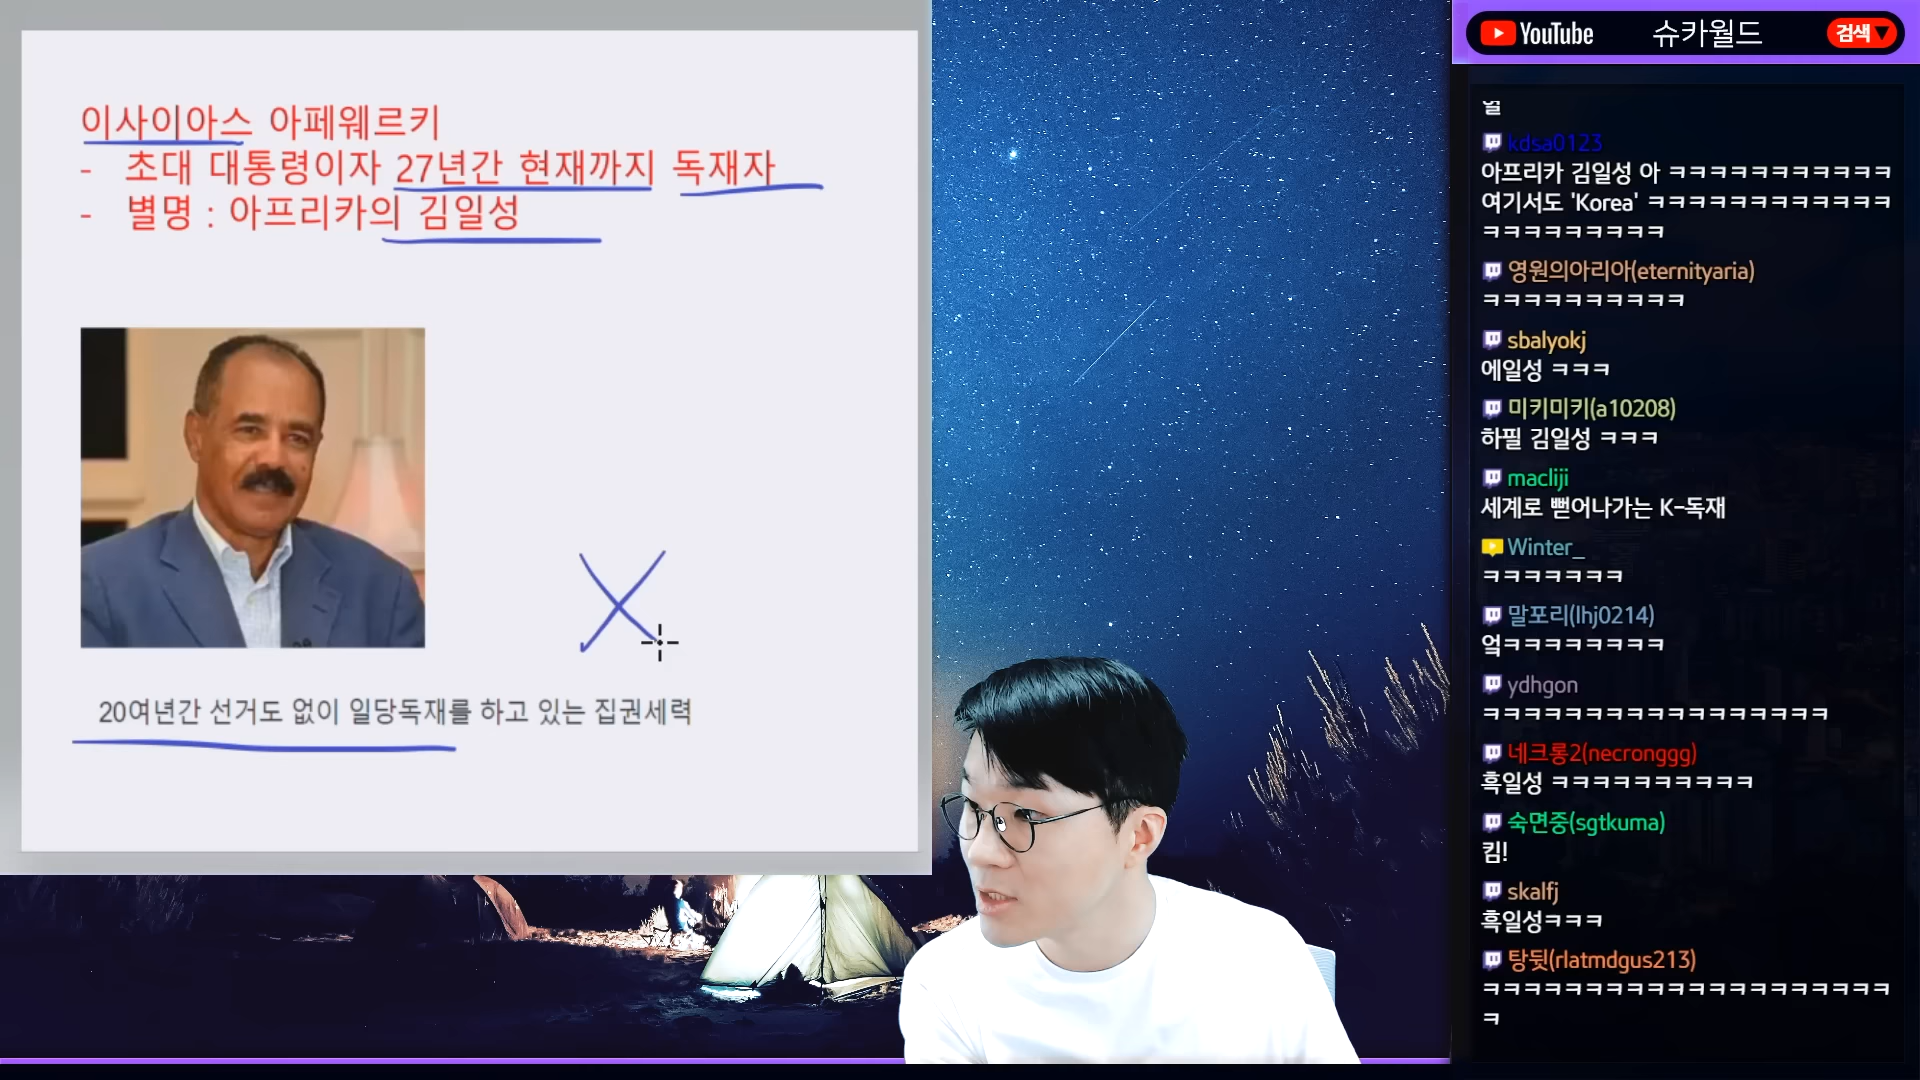 이사이아스 아페웨르키
- 초대 대통령이자 27년간 현재까지 독재자
- 별명 : 아프리카의 김일성
20여년간 선거도 없이 일당독재를 하고 있는 집권세력
YouTube 슈카월드 검색▼
kdsa0123
아프리카 김일성 아 ㅋㅋㅋㅋㅋㅋㅋㅋㅋㅋㅋ
여기서도 'Korea' ㅋㅋㅋㅋㅋㅋㅋㅋㅋㅋㅋㅋ
ㅋㅋㅋㅋㅋㅋㅋㅋㅋ
영원의아리아(eternityaria)
ㅋㅋㅋㅋㅋㅋㅋㅋㅋㅋ
sbalyokj
에일성 ㅋㅋㅋ
미키미키(a10208)
하필 김일성 ㅋㅋㅋ
macliji
세계로 뻗어나가는 K-독재
Winter_
ㅋㅋㅋㅋㅋㅋㅋ
말포리(lhj0214)
엌ㅋㅋㅋㅋㅋㅋㅋㅋ
ydhgon
ㅋㅋㅋㅋㅋㅋㅋㅋㅋㅋㅋㅋㅋㅋㅋㅋㅋ
네크롱2(necronggg)
흑일성 ㅋㅋㅋㅋㅋㅋㅋㅋㅋㅋ
숙면중(sgtkuma)
킴!
skalfj
흑일성ㅋㅋㅋ
탕뒷(rlatmdgus213)
ㅋㅋㅋㅋㅋㅋㅋㅋㅋㅋㅋㅋㅋㅋㅋㅋㅋㅋㅋㅋ
ㅋ